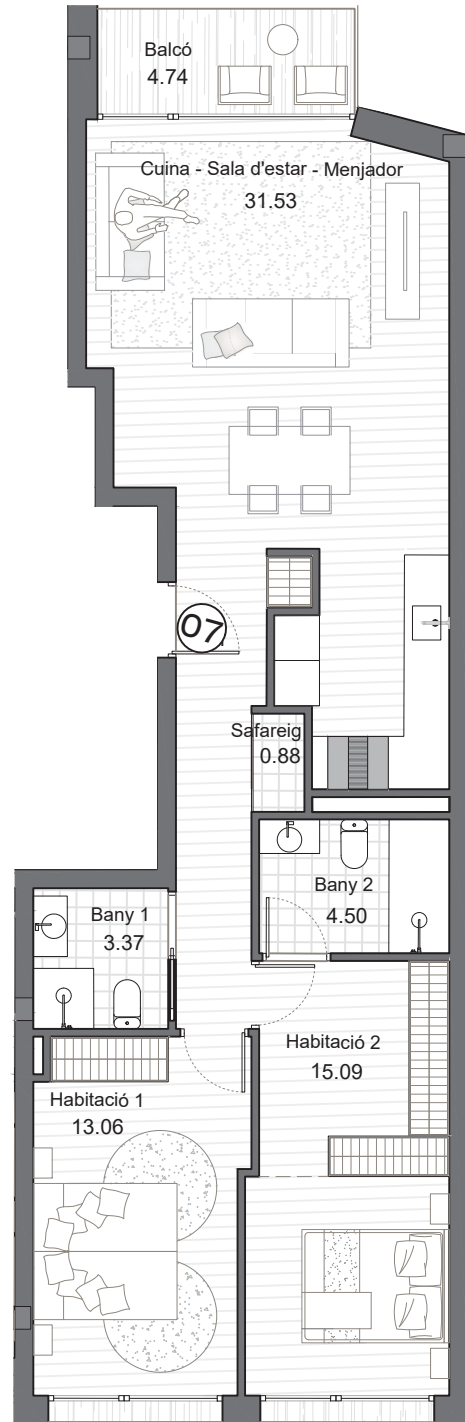 Balcó
4.74
Cuina - Sala d'estar - Menjador
31.53
07
Safareig
0.88
Bany 2
4.50
Bany 1
3.37
Habitació 2
15.09
Habitació 1
13.06